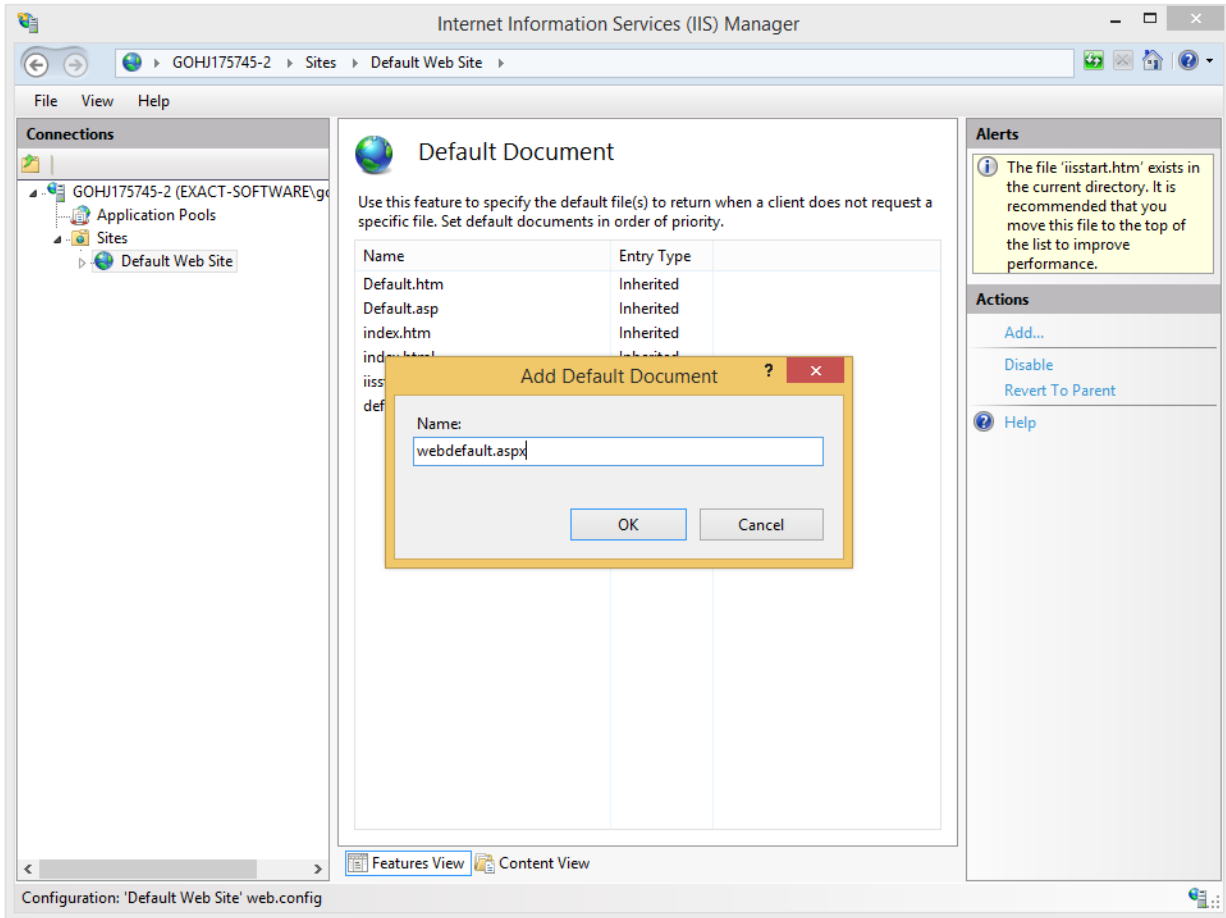 Internet Information Services (IIS) Manager
GOHJ175745-2 Sites Default Web Site
File View Help
Connections
GOHJ175745-2 (EXACT-SOFTWARE\go
Application Pools
Sites
Default Web Site
Default Document
Use this feature to specify the default file(s) to return when a client does not request a
specific file. Set default documents in order of priority.
Name Entry Type
Default.htm Inherited
Default.asp Inherited
index.htm Inherited
index.html Inherited
iiss
def
Add Default Document ?
Name:
webdefault.aspx
OK Cancel
Features View Content View
Alerts
The file 'iisstart.htm' exists in
the current directory. It is
recommended that you
move this file to the top of
the list to improve
performance.
Actions
Add...
Disable
Revert To Parent
Help
Configuration: 'Default Web Site' web.config